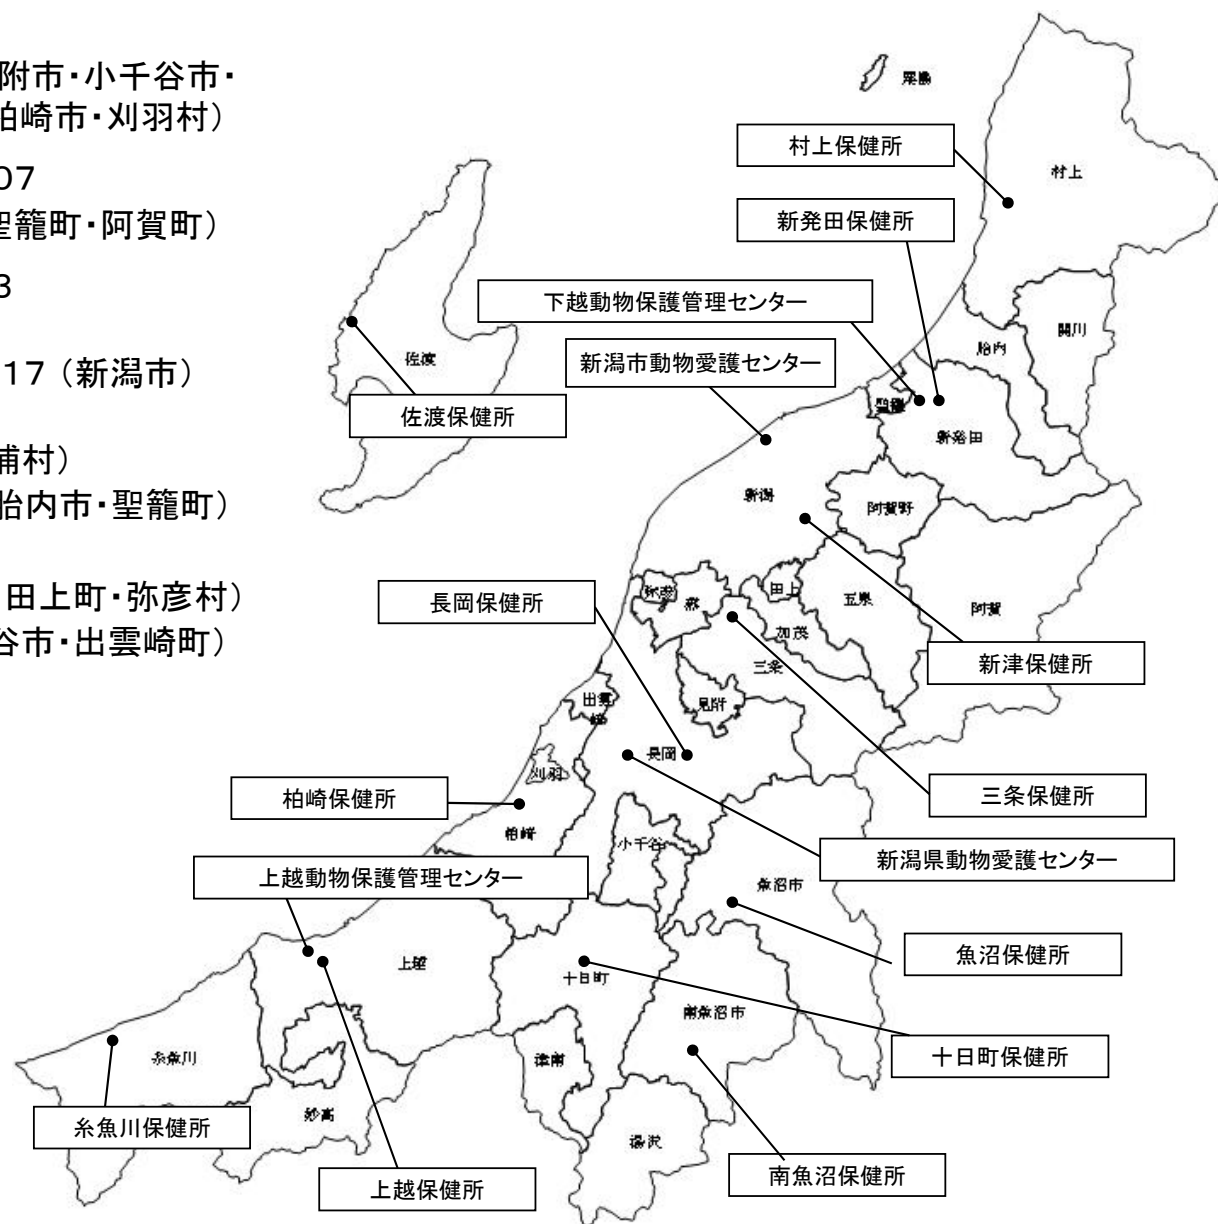 附市・小千谷市・
柏崎市・刈羽村）
07
聖籠町・阿賀町）
3
17（新潟市）
浦村）
胎内市・聖籠町）
田上町・弥彦村）
谷市・出雲崎町）
粟島
村上保健所
村上
新発田保健所
下越動物保護管理センター
関川
胎内
新潟市動物愛護センター
佐渡
聖籠
佐渡保健所
新発田
新潟
阿賀野
弥彦
燕
田上
五泉
阿賀
長岡保健所
加茂
三条
新津保健所
出雲
崎
見附
長岡
刈羽
柏崎保健所
三条保健所
柏崎
小千谷
新潟県動物愛護センター
上越動物保護管理センター
魚沼市
魚沼保健所
上越
十日町
南魚沼市
十日町保健所
糸魚川
津南
妙高
糸魚川保健所
湯沢
上越保健所
南魚沼保健所